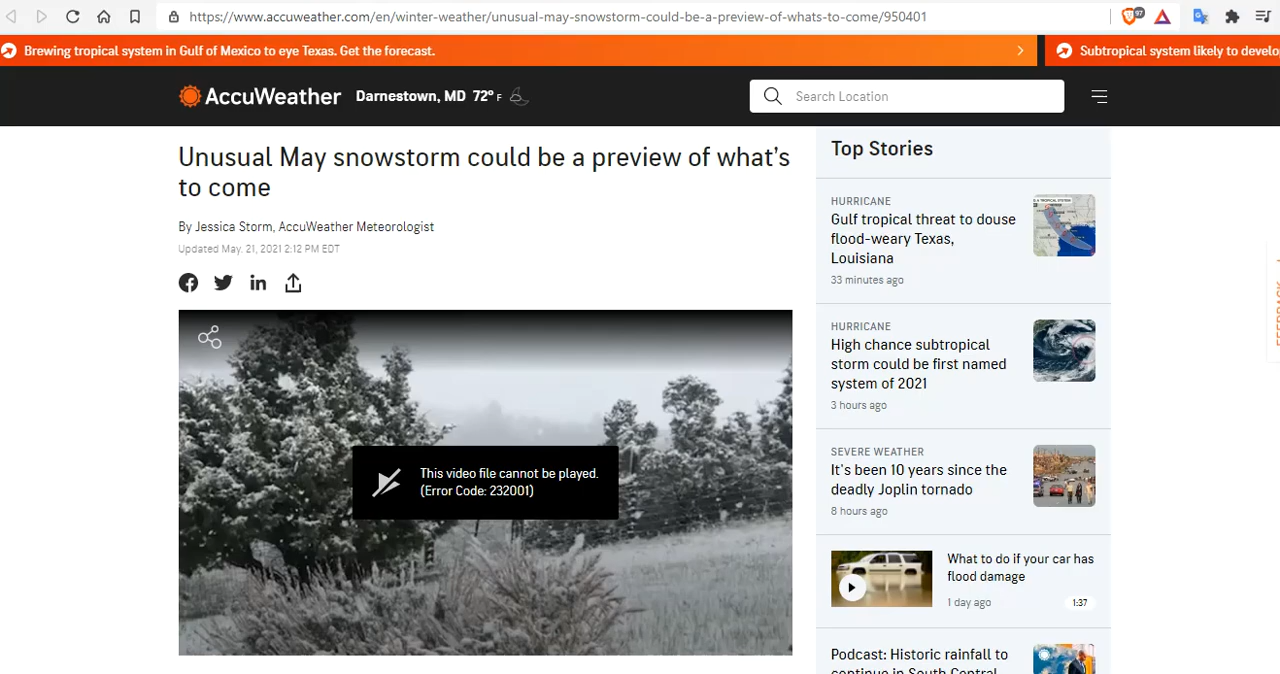 https://www.accuweather.com/en/winter-weather/unusual-may-snowstorm-could-be-a-preview-of-whats-to-come/950401
97
Brewing tropical system in Gulf of Mexico to eye Texas. Get the forecast.
Subtropical system likely to develo
AccuWeather
Darnestown, MD 72° F
Search Location
Unusual May snowstorm could be a preview of what's
to come
By Jessica Storm, AccuWeather Meteorologist
Updated May. 21, 2021 2:12 PM EDT
This video file cannot be played.
(Error Code: 232001)
Top Stories
HURRICANE
Gulf tropical threat to douse
flood-weary Texas,
Louisiana
33 minutes ago
HURRICANE
High chance subtropical
storm could be first named
system of 2021
3 hours ago
SEVERE WEATHER
It's been 10 years since the
deadly Joplin tornado
8 hours ago
What to do if your car has
flood damage
1 day ago
1:37
Podcast: Historic rainfall to
continue in South Central
FEEDBACK